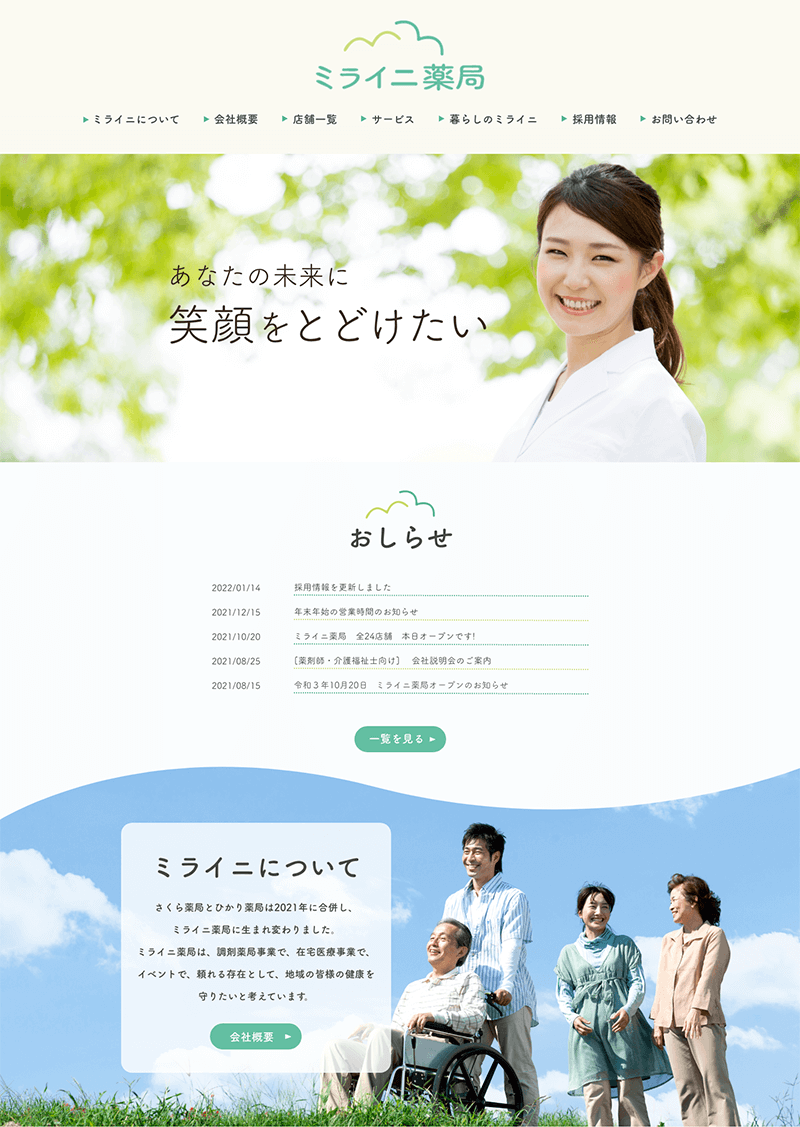 ミライニ薬局
ミライニについて
会社概要
店舗一覧
サービス
暮らしのミライニ
採用情報
お問い合わせ
あなたの未来に
笑顔をとどけたい
おしらせ
2022/01/14 採用情報を更新しました
2021/12/15 年末年始の営業時間のお知らせ
2021/10/20 ミライニ薬局　全24店舗　本日オープンです!
2021/08/25 [薬剤師・介護福祉士向け]　会社説明会のご案内
2021/08/15 令和３年10月20日　ミライニ薬局オープンのお知らせ
一覧を見る
ミライニについて
さくら薬局とひかり薬局は2021年に合併し、
ミライニ薬局に生まれ変わりました。
ミライニ薬局は、調剤薬局事業で、在宅医療事業で、
イベントで、頼れる存在として、地域の皆様の健康を
守りたいと考えています。
会社概要